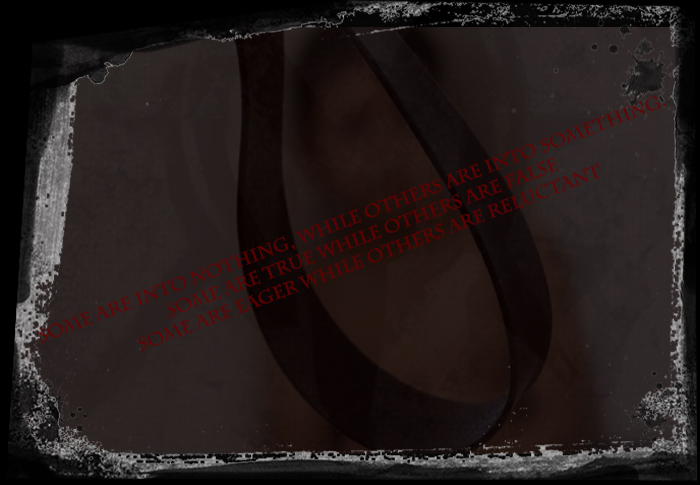 SOME ARE INTO NOTHING, WHILE OTHERS ARE INTO SOMETHING.
SOME ARE TRUE WHILE OTHERS ARE FALSE
SOME ARE EAGER WHILE OTHERS ARE RELUCTANT